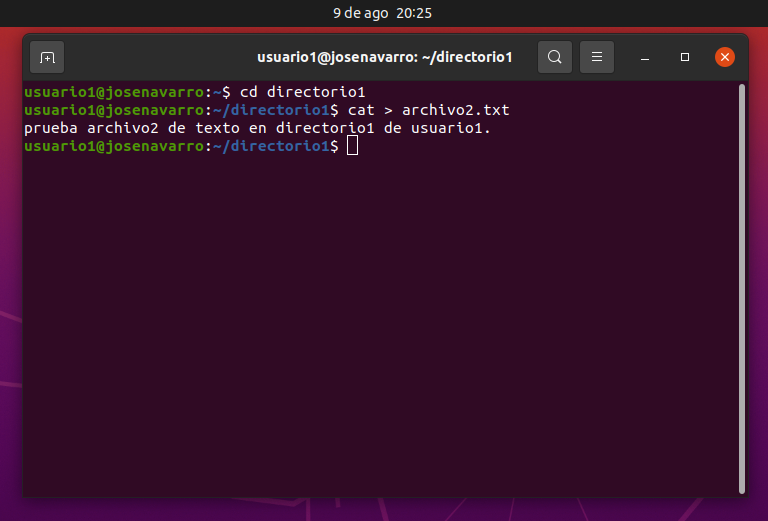 9 de ago 20:25
usuario1@josenavarro: ~/directorio1
usuario1@josenavarro:~$ cd directorio1
usuario1@josenavarro:~/directorio1$ cat > archivo2.txt
prueba archivo2 de texto en directorio1 de usuario1.
usuario1@josenavarro:~/directorio1$